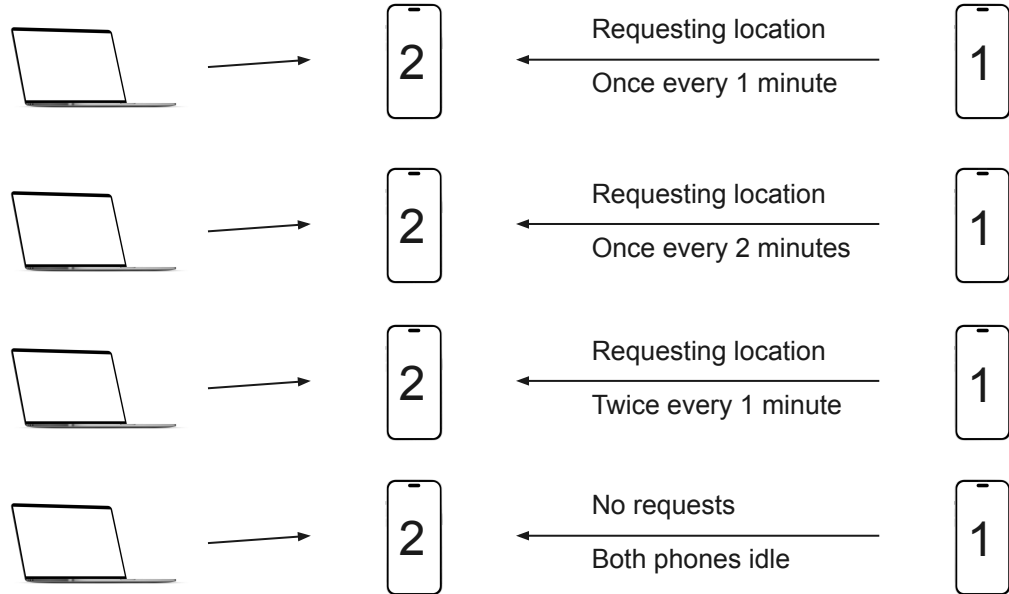 2
Requesting location
Once every 1 minute
1
2
Requesting location
Once every 2 minutes
1
2
Requesting location
Twice every 1 minute
1
2
No requests
Both phones idle
1